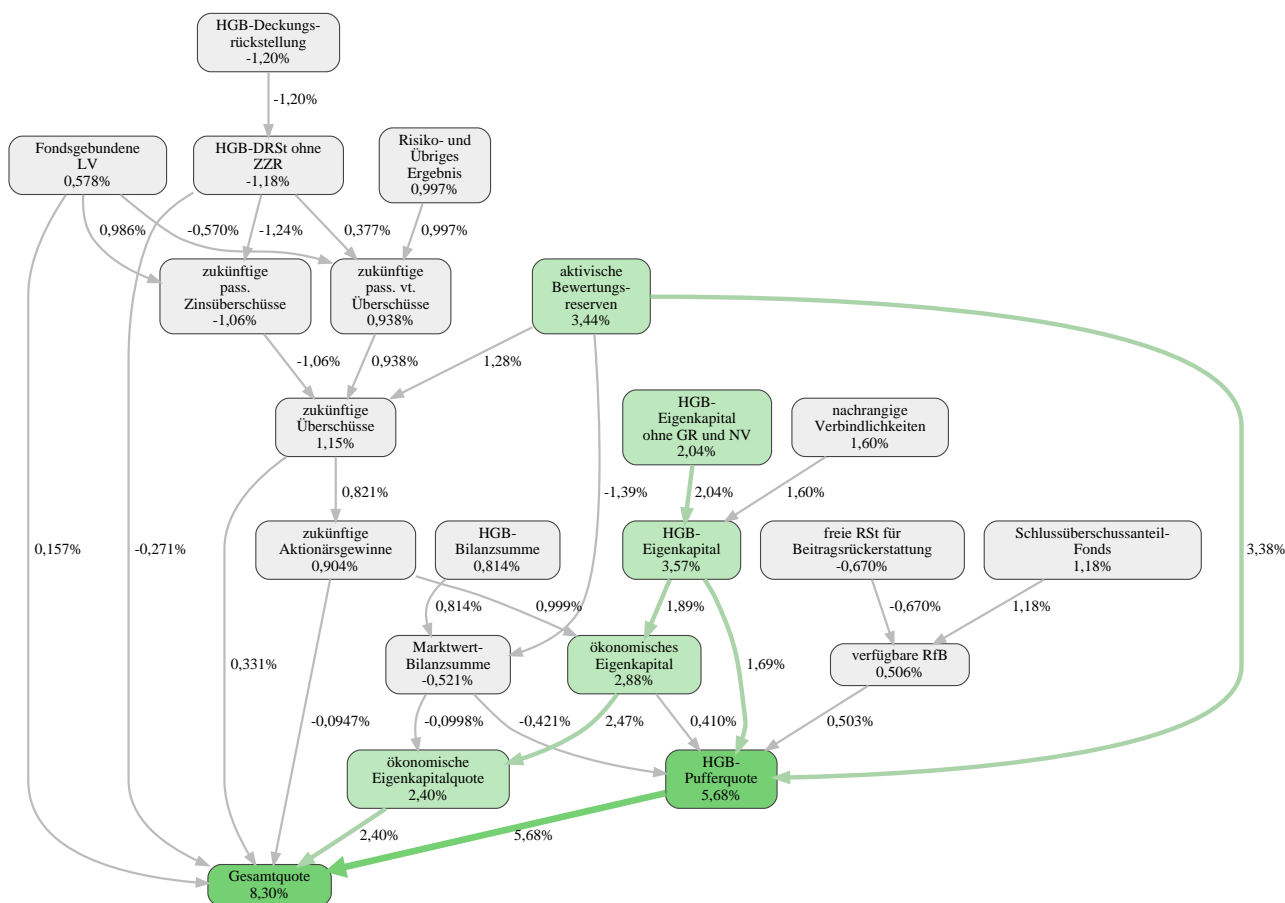 HGB-Deckungs-
rückstellung
-1,20%
-1,20%
Fondsgebundene
LV
0,578%
HGB-DRSt ohne
ZZR
-1,18%
Risiko- und
Übriges
Ergebnis
0,997%
0,986%
-0,570%
-1,24%
0,377%
0,997%
zukünftige
pass.
Zinsüberschüsse
-1,06%
zukünftige
pass. vt.
Überschüsse
0,938%
aktivische
Bewertungs-
reserven
3,44%
-1,06%
0,938%
1,28%
zukünftige
Überschüsse
1,15%
HGB-
Eigenkapital
ohne GR und NV
2,04%
nachrangige
Verbindlichkeiten
1,60%
0,821%
-1,39%
2,04%
1,60%
0,157%
-0,271%
zukünftige
Aktionärsgewinne
0,904%
HGB-
Bilanzsumme
0,814%
HGB-
Eigenkapital
3,57%
freie RSt für
Beitragsrückerstattung
-0,670%
Schlussüberschussanteil-
Fonds
1,18%
3,38%
0,814%
0,999%
1,89%
-0,670%
1,18%
0,331%
Marktwert-
Bilanzsumme
-0,521%
ökonomisches
Eigenkapital
2,88%
1,69%
verfügbare RfB
0,506%
-0,0947%
-0,0998%
-0,421%
2,47%
0,410%
0,503%
ökonomische
Eigenkapitalquote
2,40%
HGB-
Pufferquote
5,68%
2,40%
5,68%
Gesamtquote
8,30%